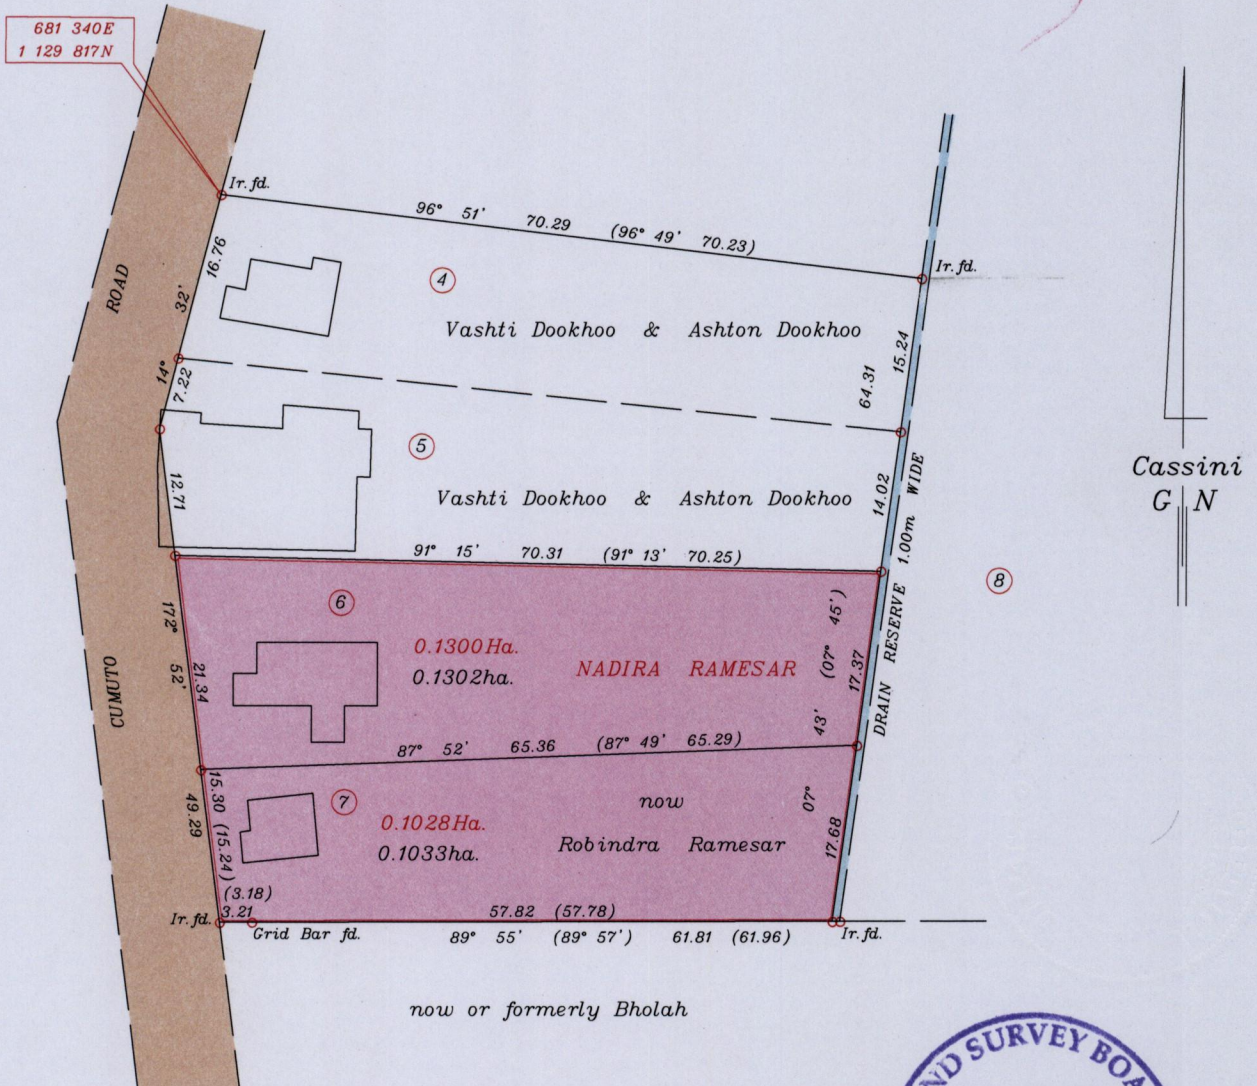 681 340E
1 129 817N
Ir. fd.
96° 51' 70.29 (96° 49' 70.23)
Ir. fd.
ROAD
16.76
32'
14°
7.22
4
Vashti Dookhoo & Ashton Dookhoo
15.24
64.31
5
12.71
Vashti Dookhoo & Ashton Dookhoo
14.02
DRAIN RESERVE 1.00m WIDE
Cassini
G N
91° 15' 70.31 (91° 13' 70.25)
8
6
172° 52'
21.34
0.1300Ha.
0.1302ha.
NADIRA RAMESAR
(07° 45')
17.37
07° 43'
CUMUTO
87° 52' 65.36 (87° 49' 65.29)
7
15.30 (15.24)
49.29
now
0.1028Ha.
0.1033ha.
Robindra Ramesar
17.68
(3.18)
Ir. fd. 3.21
57.82 (57.78)
Grid Bar fd.
89° 55' (89° 57') 61.81 (61.96)
Ir. fd.
now or formerly Bholah
ND SURVEY BOA